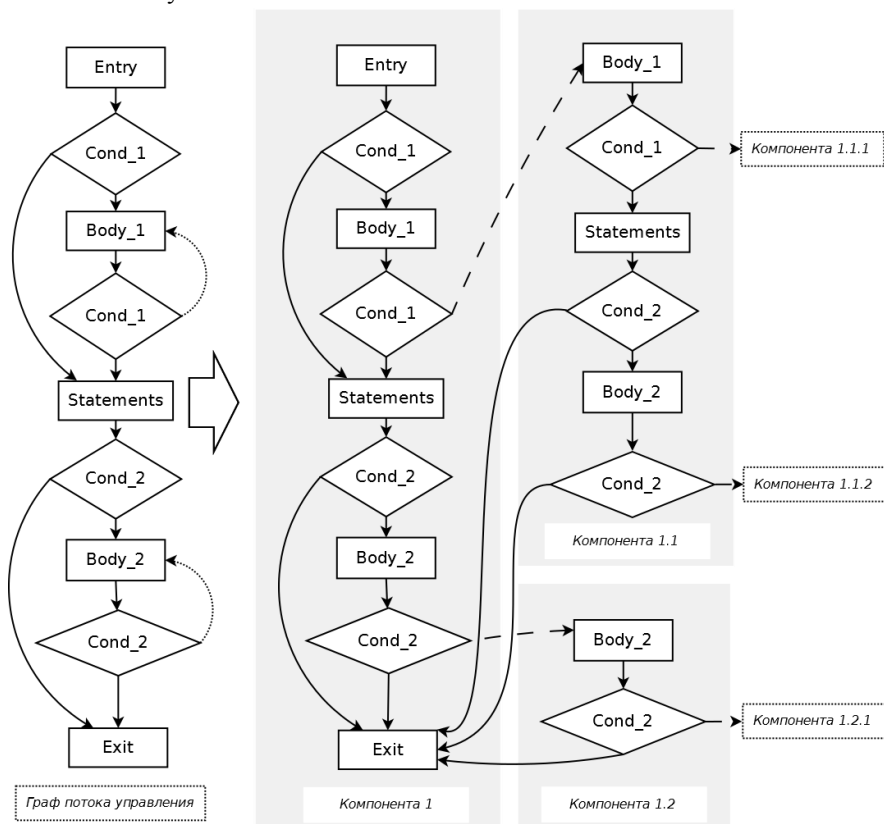 у
Entry
Cond_1
Body_1
Cond_1
Statements
Cond_2
Body_2
Cond_2
Exit
Граф потока управления
Entry
Cond_1
Body_1
Cond_1
Statements
Cond_2
Body_2
Cond_2
Exit
Компонента 1
Body_1
Cond_1
Компонента 1.1.1
Statements
Cond_2
Body_2
Cond_2
Компонента 1.1.2
Компонента 1.1
Body_2
Cond_2
Компонента 1.2.1
Компонента 1.2